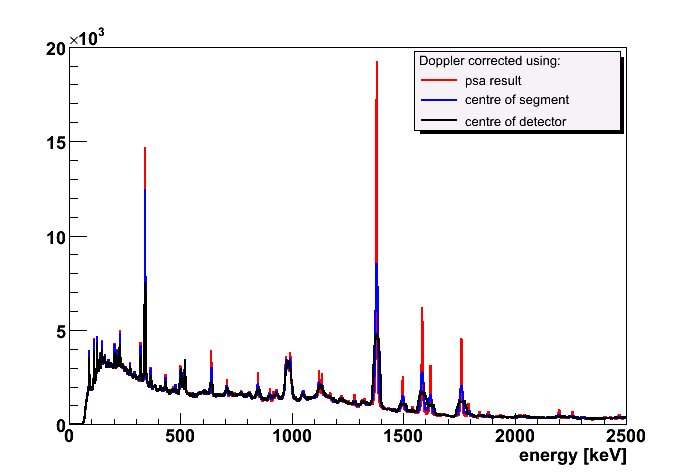 20 ×10³
Doppler corrected using:
psa result
centre of segment
centre of detector
15
10
5
0
0 500 1000 1500 2000 2500
energy [keV]